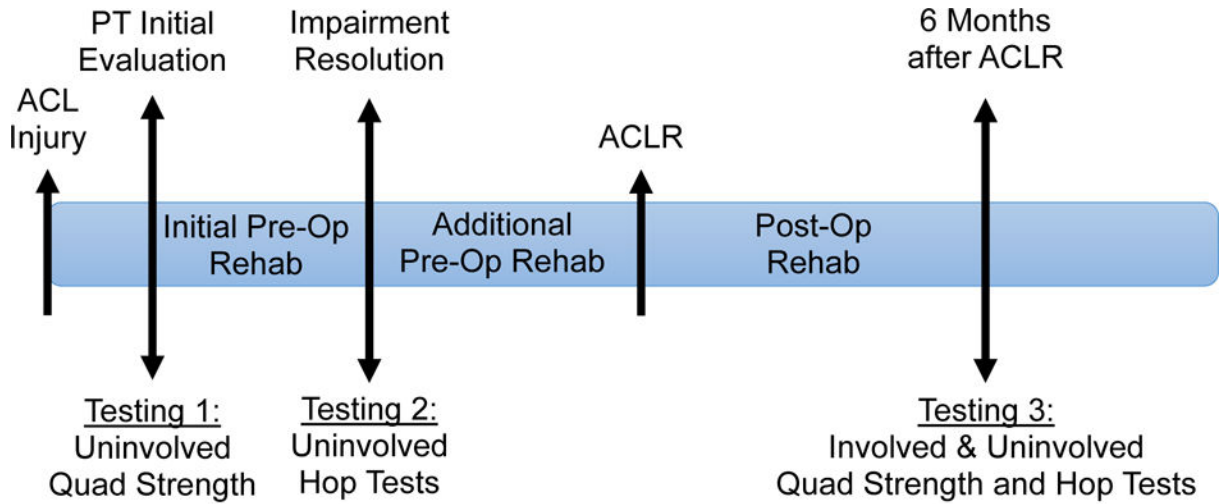 PT Initial
Evaluation
Impairment
Resolution
6 Months
after ACLR
ACL
Injury
ACLR
Initial Pre-Op
Rehab
Additional
Pre-Op Rehab
Post-Op
Rehab
Testing 1:
Uninvolved
Quad Strength
Testing 2:
Uninvolved
Hop Tests
Testing 3:
Involved & Uninvolved
Quad Strength and Hop Tests